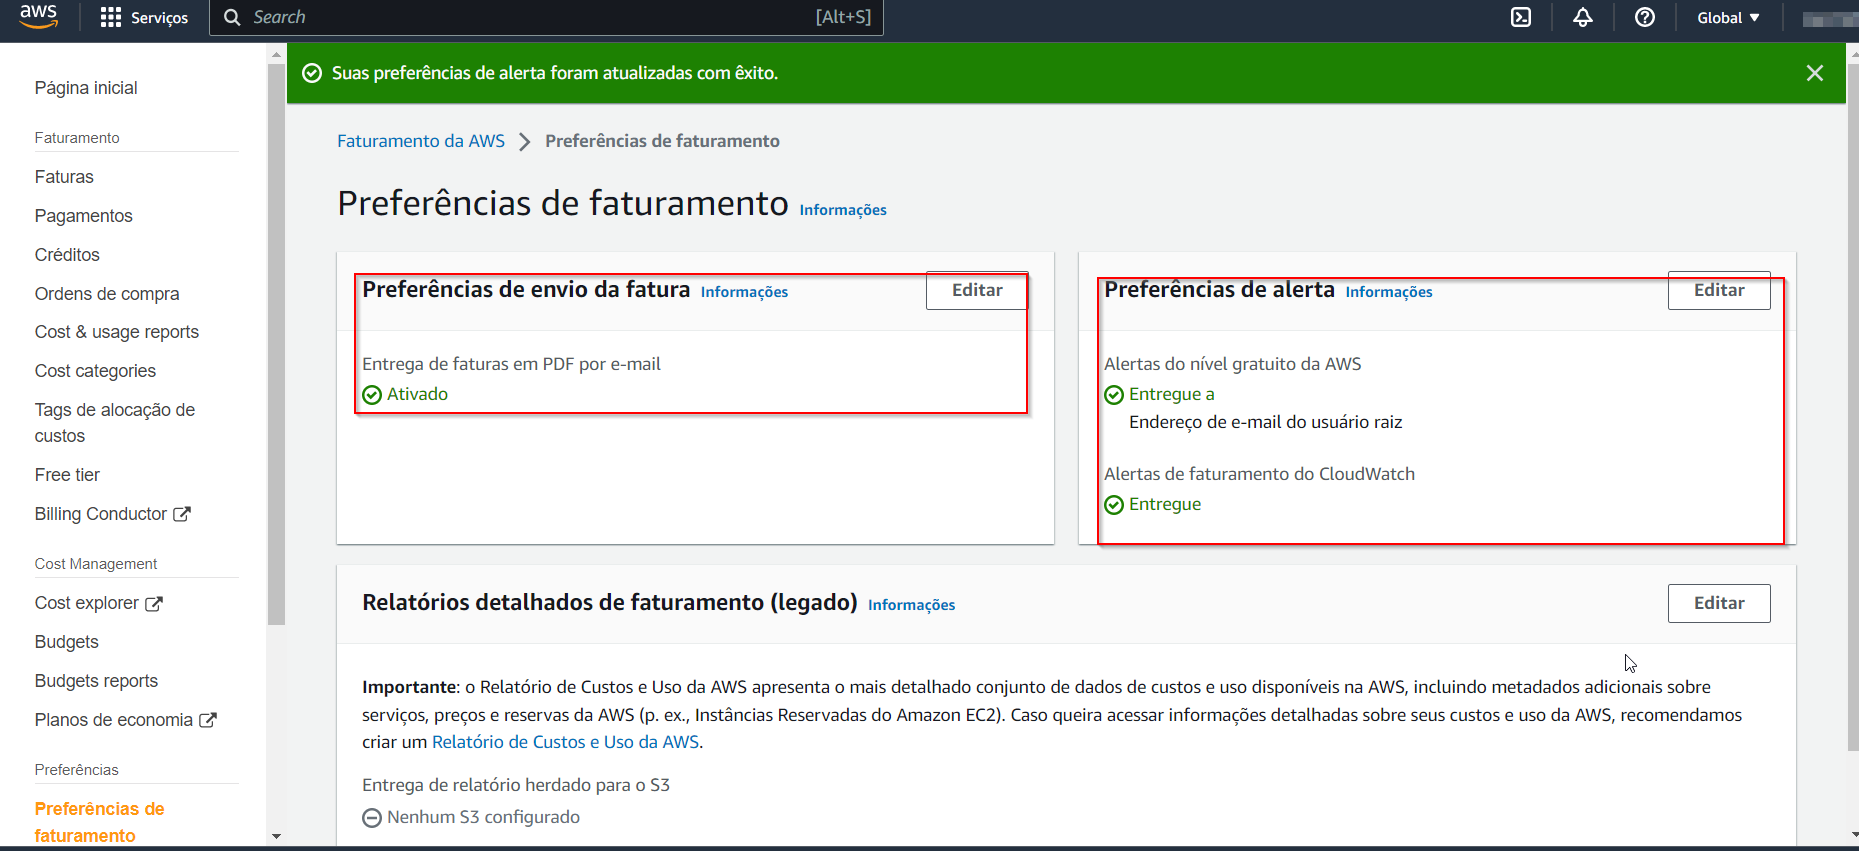 aws
Serviços
Search
[Alt+S]
Global
Página inicial
Faturamento
Faturas
Pagamentos
Créditos
Ordens de compra
Cost & usage reports
Cost categories
Tags de alocação de
custos
Free tier
Billing Conductor
Cost Management
Cost explorer
Budgets
Budgets reports
Planos de economia
Preferências
Preferências de
faturamento
Suas preferências de alerta foram atualizadas com êxito.
Faturamento da AWS
Preferências de faturamento
Preferências de faturamento Informações
Preferências de envio da fatura Informações
Editar
Entrega de faturas em PDF por e-mail
Ativado
Preferências de alerta Informações
Editar
Alertas do nível gratuito da AWS
Entregue a
Endereço de e-mail do usuário raiz
Alertas de faturamento do CloudWatch
Entregue
Relatórios detalhados de faturamento (legado) Informações
Editar
Importante: o Relatório de Custos e Uso da AWS apresenta o mais detalhado conjunto de dados de custos e uso disponíveis na AWS, incluindo metadados adicionais sobre
serviços, preços e reservas da AWS (p. ex., Instâncias Reservadas do Amazon EC2). Caso queira acessar informações detalhadas sobre seus custos e uso da AWS, recomendamos
criar um Relatório de Custos e Uso da AWS.
Entrega de relatório herdado para o S3
Nenhum S3 configurado